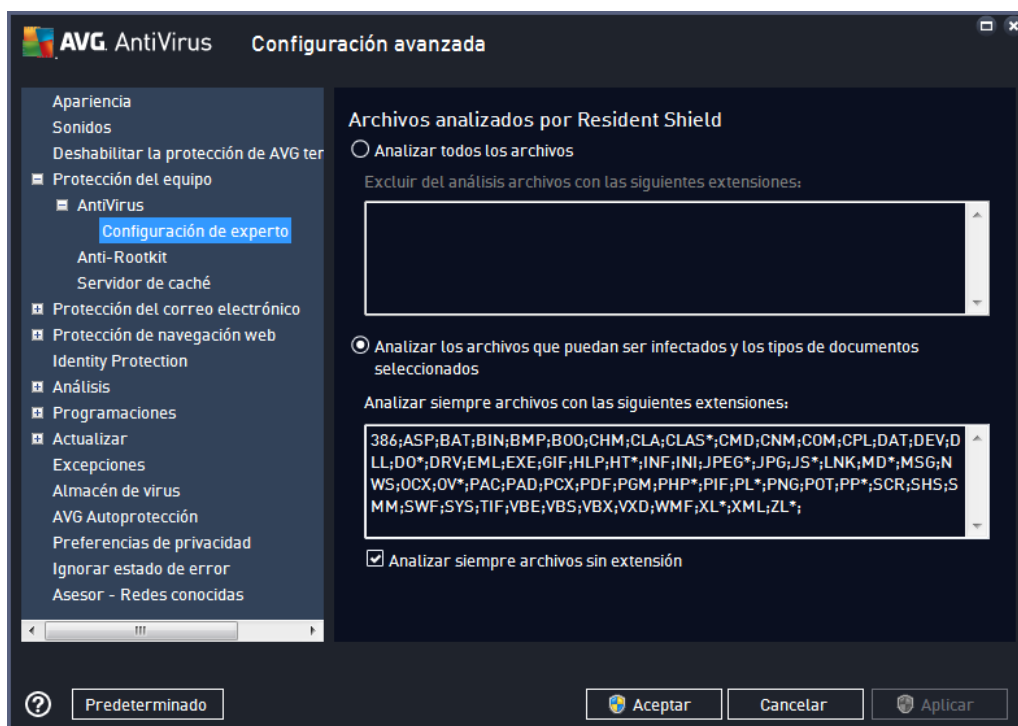 AVG. AntiVirus Configuración avanzada
Apariencia
Sonidos
Deshabilitar la protección de AVG ter
Protección del equipo
AntiVirus
Configuración de experto
Anti-Rootkit
Servidor de caché
Protección del correo electrónico
Protección de navegación web
Identity Protection
Análisis
Programaciones
Actualizar
Excepciones
Almacén de virus
AVG Autoprotección
Preferencias de privacidad
Ignorar estado de error
Asesor - Redes conocidas
Archivos analizados por Resident Shield
Analizar todos los archivos
Excluir del análisis archivos con las siguientes extensiones:
Analizar los archivos que puedan ser infectados y los tipos de documentos
seleccionados
Analizar siempre archivos con las siguientes extensiones:
386;ASP;BAT;BIN;BMP;BOO;CHM;CLA;CLAS*;CMD;CNM;COM;CPL;DAT;DEV;D
LL;DO*;DRV;EML;EXE;GIF;HLP;HT*;INF;INI;JPEG*;JPG;JS*;LNK;MD*;MSG;N
WS;OCX;OV*;PAC;PAD;PCX;PDF;PGM;PHP*;PIF;PL*;PNG;POT;PP*;SCR;SHS;S
MM;SWF;SYS;TIF;VBE;VBS;VBX;VXD;WMF;XL*;XML;ZL*;
Analizar siempre archivos sin extensión
? Predeterminado Aceptar Cancelar Aplicar